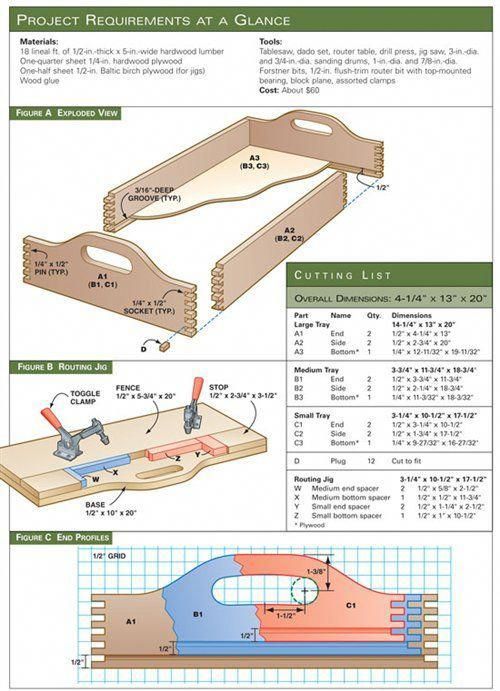 PROJECT REQUIREMENTS AT A GLANCE
Materials:
18 lineal ft. of 1/2-in.-thick x 5-in.-wide hardwood lumber
One-quarter sheet 1/4-in. hardwood plywood
One-half sheet 1/2-in. Baltic birch plywood (for jigs)
Wood glue
Tools:
Tablesaw, dado set, router table, drill press, jig saw, 3-in.-dia.
and 3/4-in.-dia. sanding drums, 1-in.-dia. and 7/8-in.-dia.
Forstner bits, 1/2-in. flush-trim router bit with top-mounted
bearing, block plane, assorted clamps
Cost: About $60
FIGURE A EXPLODED VIEW
A3
(B3, C3)
3/16"-DEEP
GROOVE (TYP.)
1/2"
A2
(B2, C2)
1/4" x 1/2"
PIN (TYP.)
A1
(B1, C1)
1/4" x 1/2"
SOCKET (TYP.)
D
CUTTING LIST
OVERALL DIMENSIONS: 4-1/4" x 13" x 20"
Part Name Qty. Dimensions
Large Tray 14-1/4" x 13" x 20"
A1 End 2 1/2" x 4-1/4" x 13"
A2 Side 2 1/2" x 2-3/4" x 20"
A3 Bottom* 1 1/4" x 12-11/32" x 19-11/32"
Medium Tray 3-3/4" x 11-3/4" x 18-3/4"
B1 End 2 1/2" x 3-3/4" x 11-3/4"
B2 Side 2 1/2" x 2-1/4" x 18-3/4"
B3 Bottom* 1 1/4" x 11-3/32" x 18-3/32"
Small Tray 3-1/4" x 10-1/2" x 17-1/2"
C1 End 2 1/2" x 3-1/4" x 10-1/2"
C2 Side 2 1/2" x 1-3/4" x 17-1/2"
C3 Bottom* 1 1/4" x 9-27/32" x 16-27/32"
D Plug 12 Cut to fit
Routing Jig 3-1/4" x 10-1/2" x 17-1/2"
W Medium end spacer 2 1/2" x 5/8" x 2-1/2"
X Medium bottom spacer 1 1/2" x 1/2" x 11-3/4"
Y Small end spacer 2 1/2" x 1-1/4" x 2-1/2"
Z Small bottom spacer 1 1/2" x 1" x 10-1/2"
* Plywood
FIGURE B ROUTING JIG
TOGGLE
CLAMP
FENCE
1/2" x 5-3/4" x 20"
STOP
1/2" x 2-3/4" x 3-1/2"
W
X
Z
Y
BASE
1/2" x 10" x 20"
FIGURE C END PROFILES
1/2" GRID
1-3/8"
A1
B1
C1
1-1/2"
1/2"
1/2"
1/2"